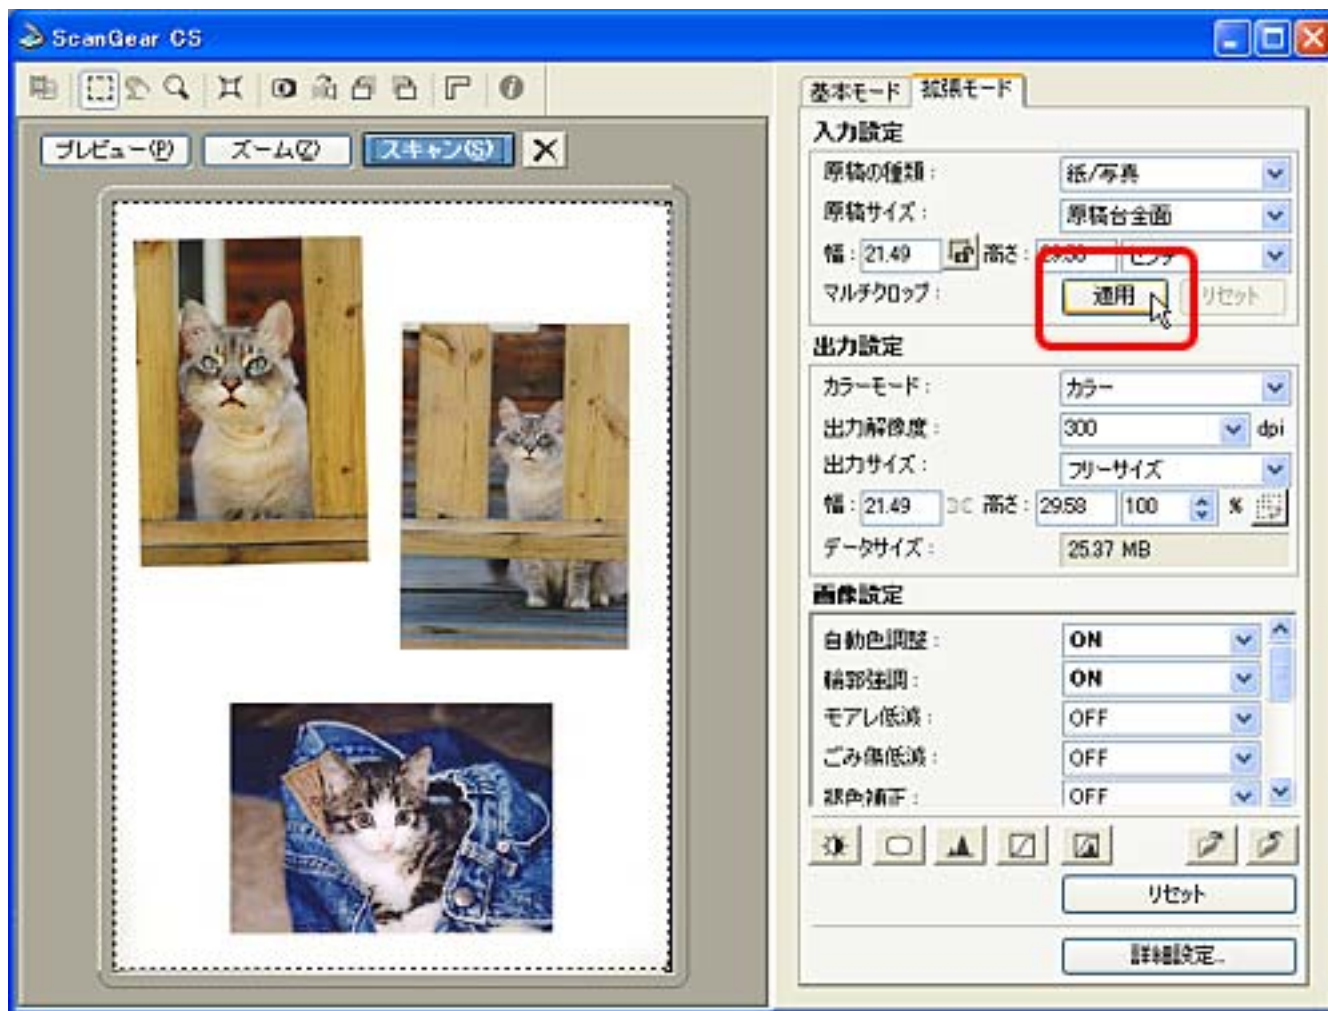 ScanGear CS
プレビュー(P) ズーム(Z) スキャン(S)
基本モード 拡張モード
入力設定
原稿の種類: 紙/写真
原稿サイズ: 原稿台全面
幅: 21.49 高さ: 29.58 センチ
マルチクロップ: 適用 リセット
出力設定
カラーモード: カラー
出力解像度: 300 dpi
出力サイズ: フリーサイズ
幅: 21.49 高さ: 29.58 100 %
データサイズ: 25.37 MB
画像設定
自動色調整: ON
輪郭強調: ON
モアレ低減: OFF
ごみ傷低減: OFF
褪色補正: OFF
リセット
詳細設定...